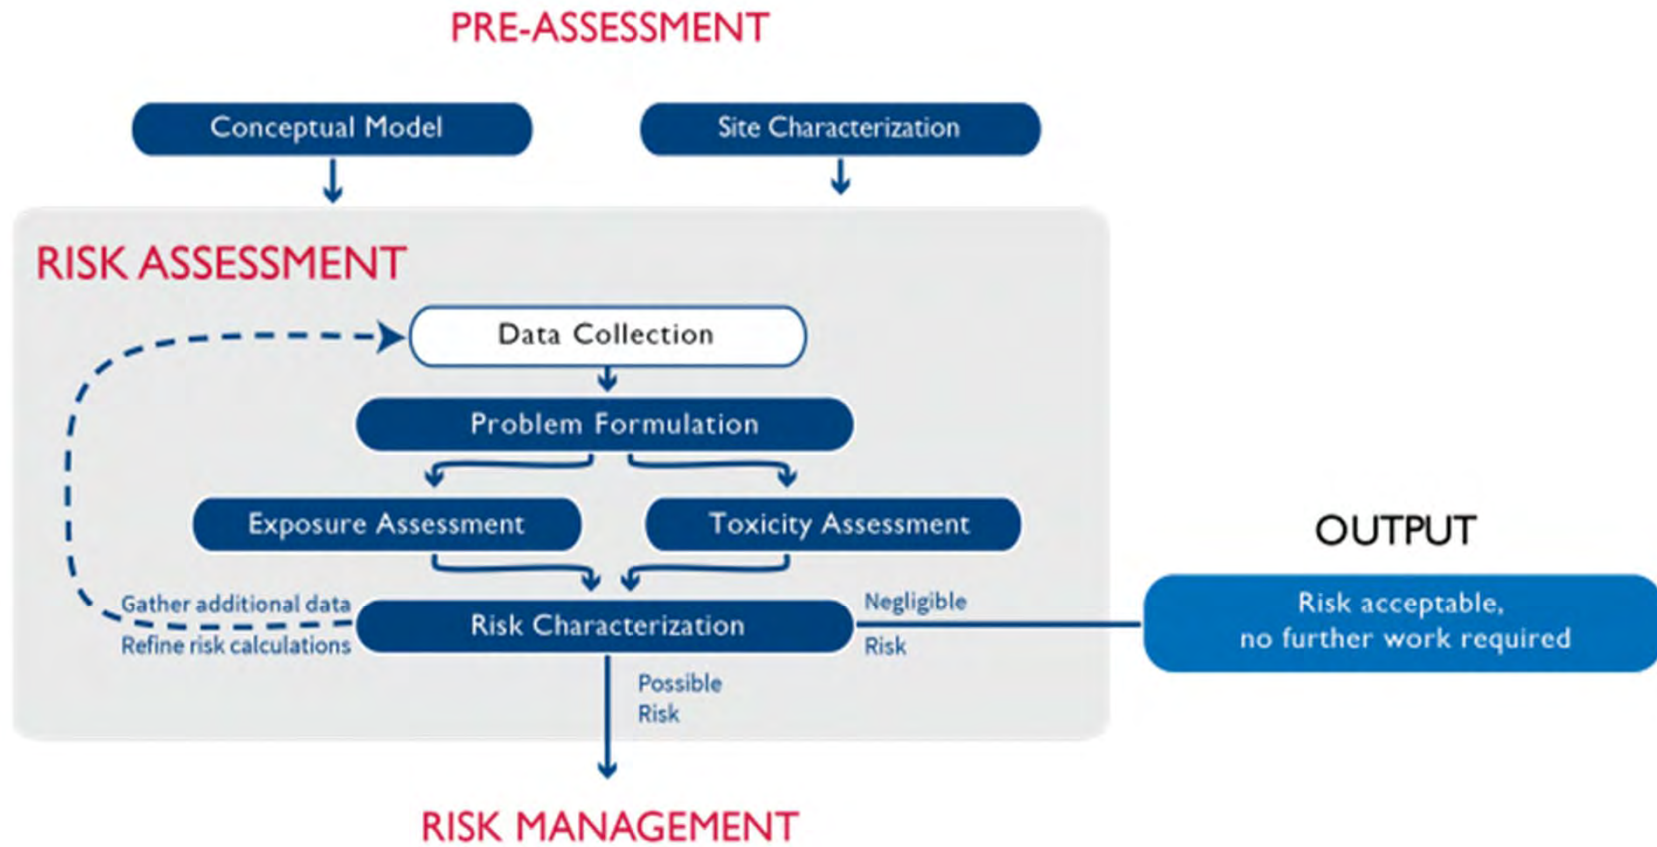 PRE-ASSESSMENT
Conceptual Model
Site Characterization
RISK ASSESSMENT
Data Collection
Problem Formulation
Exposure Assessment
Toxicity Assessment
Gather additional data
Refine risk calculations
Risk Characterization
Negligible
Risk
Possible
Risk
OUTPUT
Risk acceptable,
no further work required
RISK MANAGEMENT